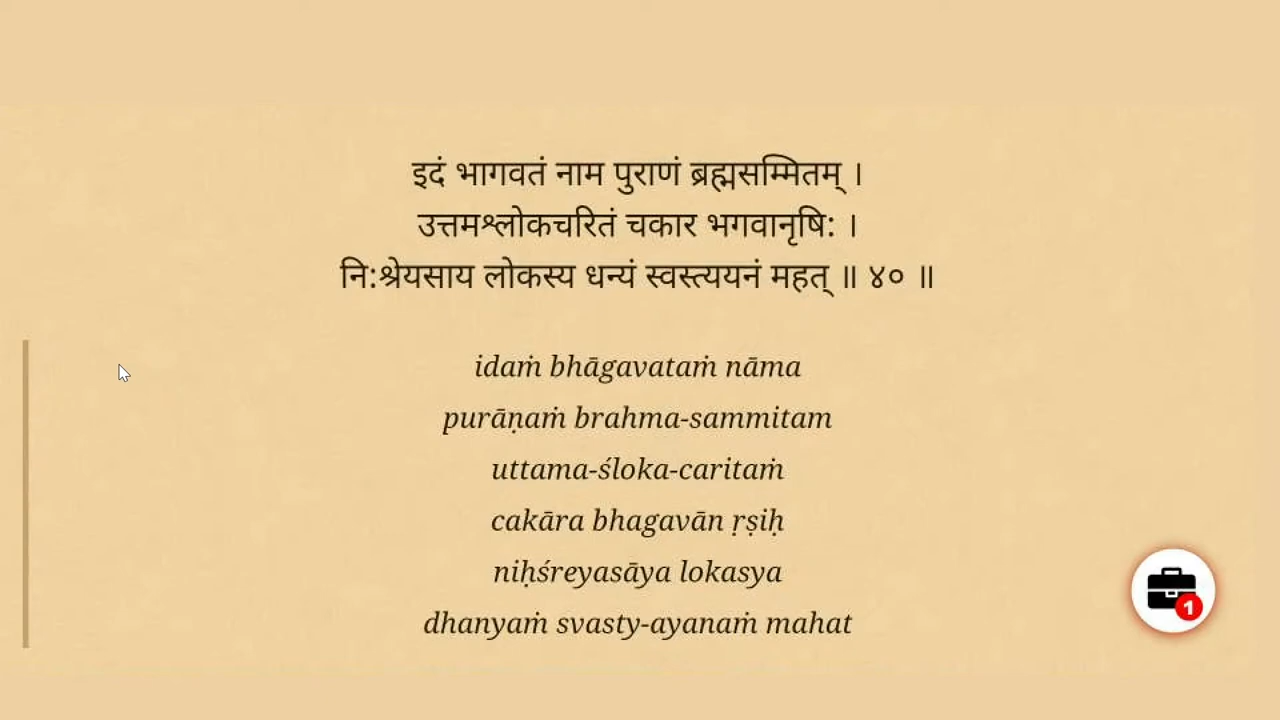 इदं भागवतं नाम पुराणं ब्रह्मसम्मितम् ।
उत्तमश्लोकचरितं चकार भगवानृषि: ।
नि:श्रेयसाय लोकस्य धन्यं स्वस्त्ययनं महत् ॥ ४० ॥
idaṁ bhāgavataṁ nāma
purāṇaṁ brahma-sammitam
uttama-śloka-caritaṁ
cakāra bhagavān ṛṣiḥ
niḥśreyasāya lokasya
dhanyaṁ svasty-ayanaṁ mahat
1